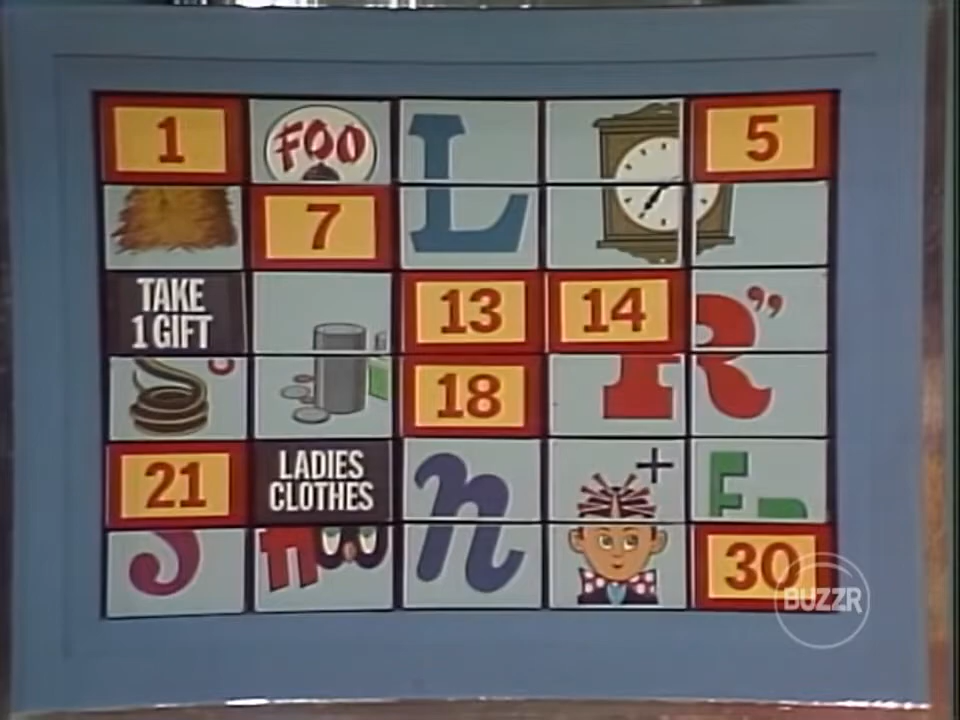 1 FOO L 5
7
TAKE
1 GIFT
13 14 R”
18
21 LADIES
CLOTHES n +
30
BUZZR